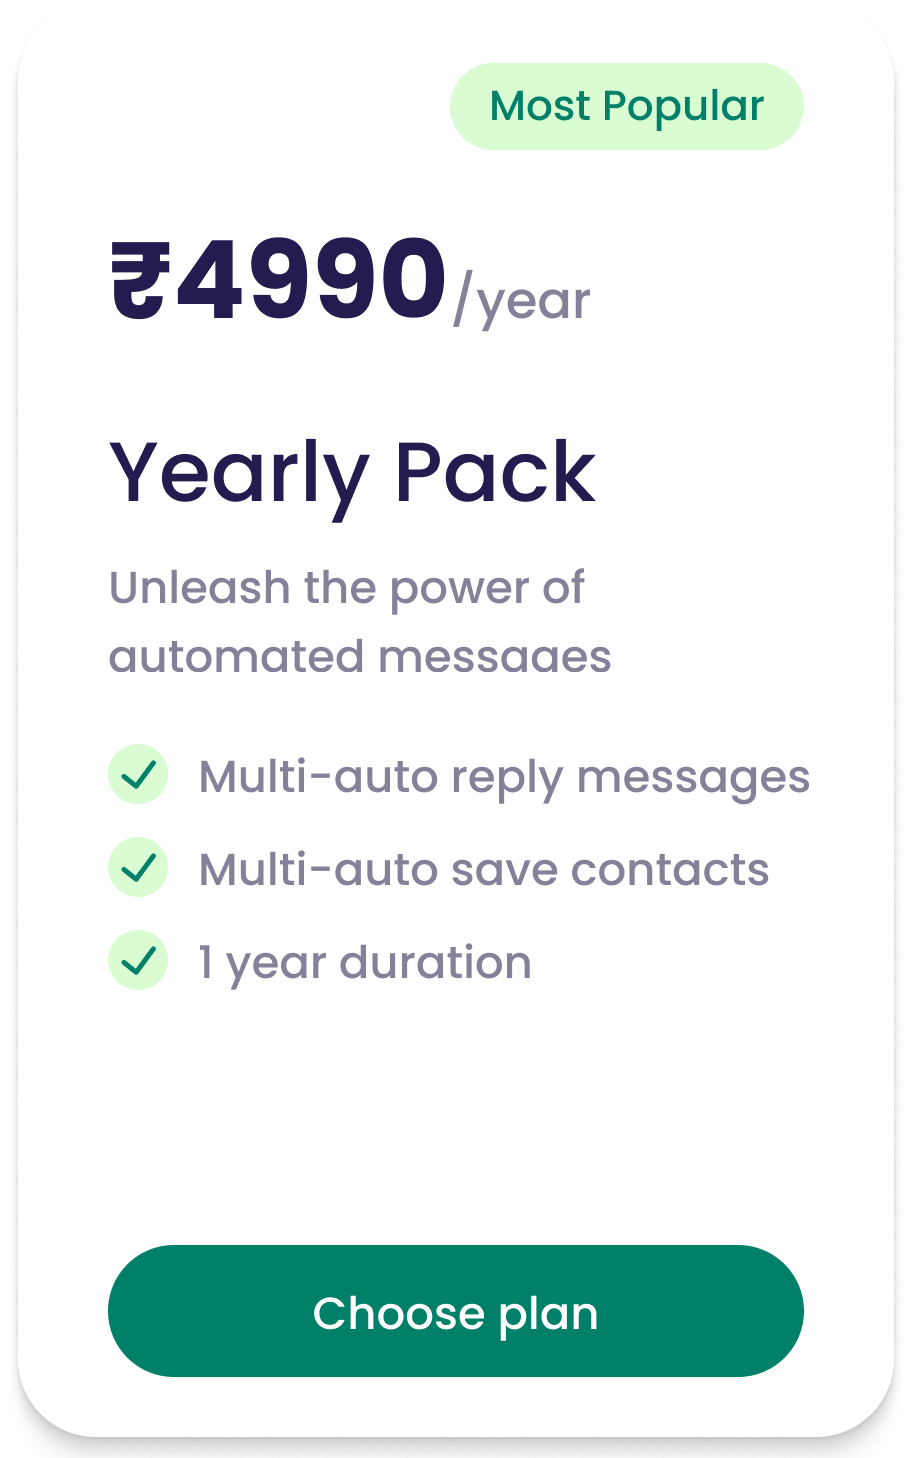 Most Popular
₹4990/year
Yearly Pack
Unleash the power of
automated messages
Multi-auto reply messages
Multi-auto save contacts
1 year duration
Choose plan